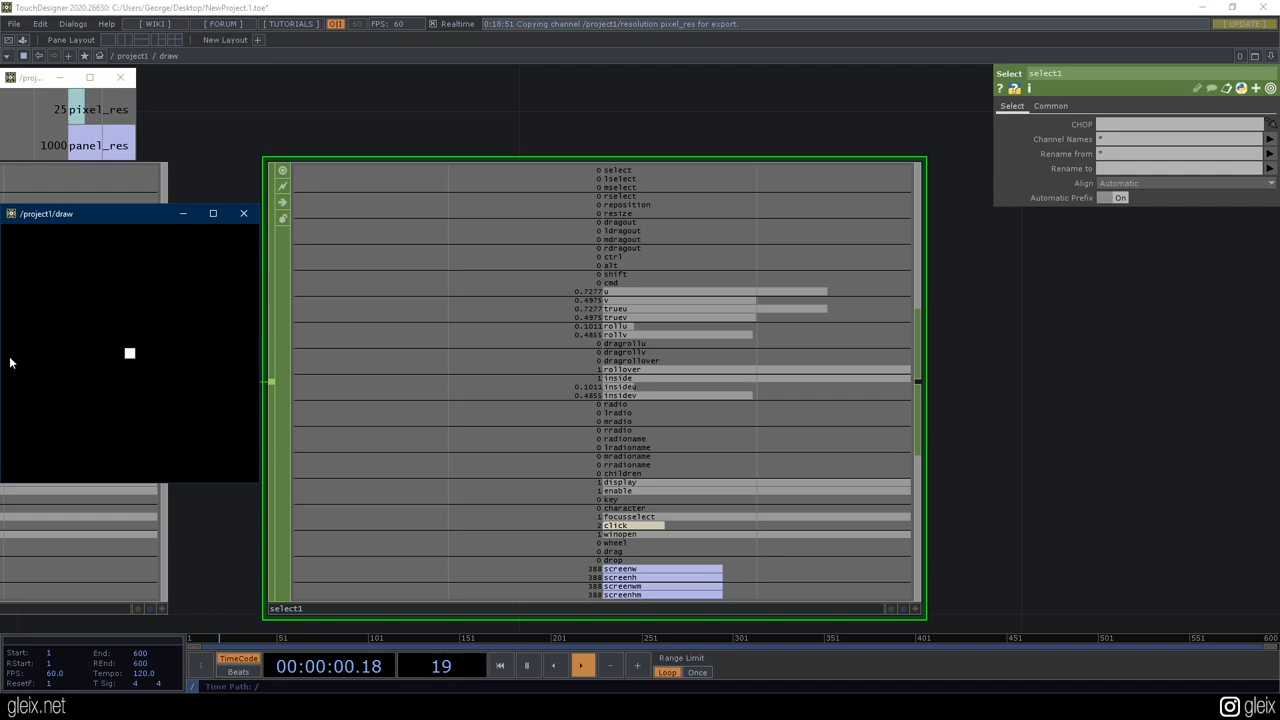 TouchDesigner 2020.26630: C:/Users/George/Desktop/NewProject.1.toe*
File Edit Dialogs Help [ WIKI ] [ FORUM ] [ TUTORIALS ] O|I FPS: 60 Realtime 0:18:51 Copying channel /project1/resolution pixel_res for export. [ UPDATE ]
Pane Layout New Layout +
/ project1 / draw
/proj...
25 pixel_res
1000 panel_res
/project1/draw
0 select
0 lselect
0 mselect
0 rselect
0 reposition
0 resize
0 dragout
0 ldragout
0 mdragout
0 rdragout
0 ctrl
0 alt
0 shift
0 cmd
0.7277 u
0.4975 v
0.7277 trueu
0.4975 truev
0.1011 rollu
0.4855 rollv
0 dragrollu
0 dragrollv
0 dragrollover
1 rollover
1 inside
0.1011 insideu
0.4855 insidev
0 radio
0 lradio
0 mradio
0 rradio
0 radioname
0 lradioname
0 mradioname
0 rradioname
0 children
1 display
1 enable
0 key
0 character
1 focusselect
2 click
1 winopen
0 wheel
0 drag
0 drop
388 screenw
388 screenh
388 screenwm
388 screenhm
select1
Select select1
? i
Select Common
CHOP
Channel Names *
Rename from *
Rename to
Align Automatic
Automatic Prefix On
1 51 101 151 201 251 301 351 401 451 501 551 600
Start: 1 End: 600
RStart: 1 REnd: 600
FPS: 60.0 Tempo: 120.0
ResetF: 1 T Sig: 4 4
TimeCode
Beats
00:00:00.18 19
Range Limit
Loop Once
/ Time Path: /
gleix.net
gleix